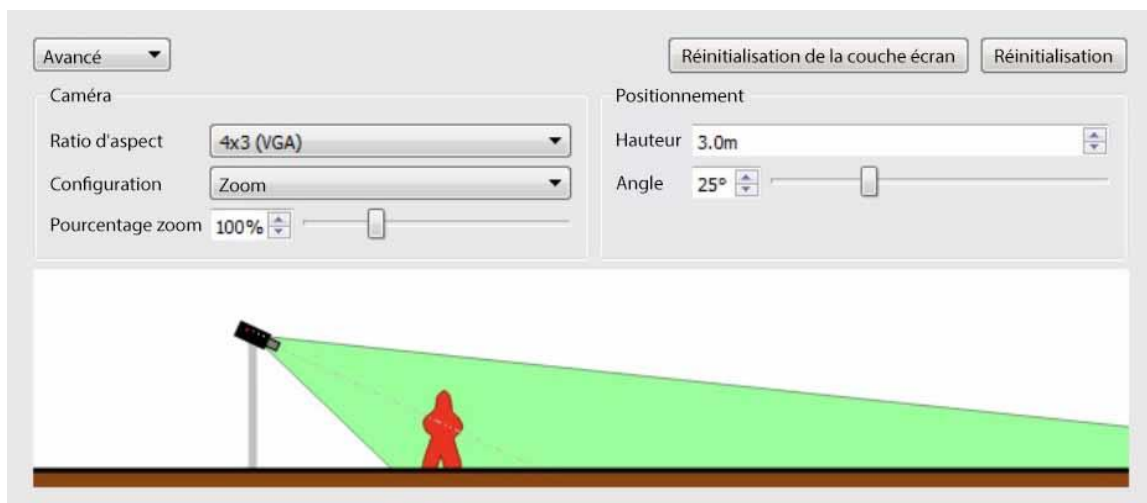 Avancé
Réinitialisation de la couche écran
Réinitialisation
Caméra
Ratio d'aspect
4x3 (VGA)
Configuration
Zoom
Pourcentage zoom
100%
Positionnement
Hauteur
3.0m
Angle
25°